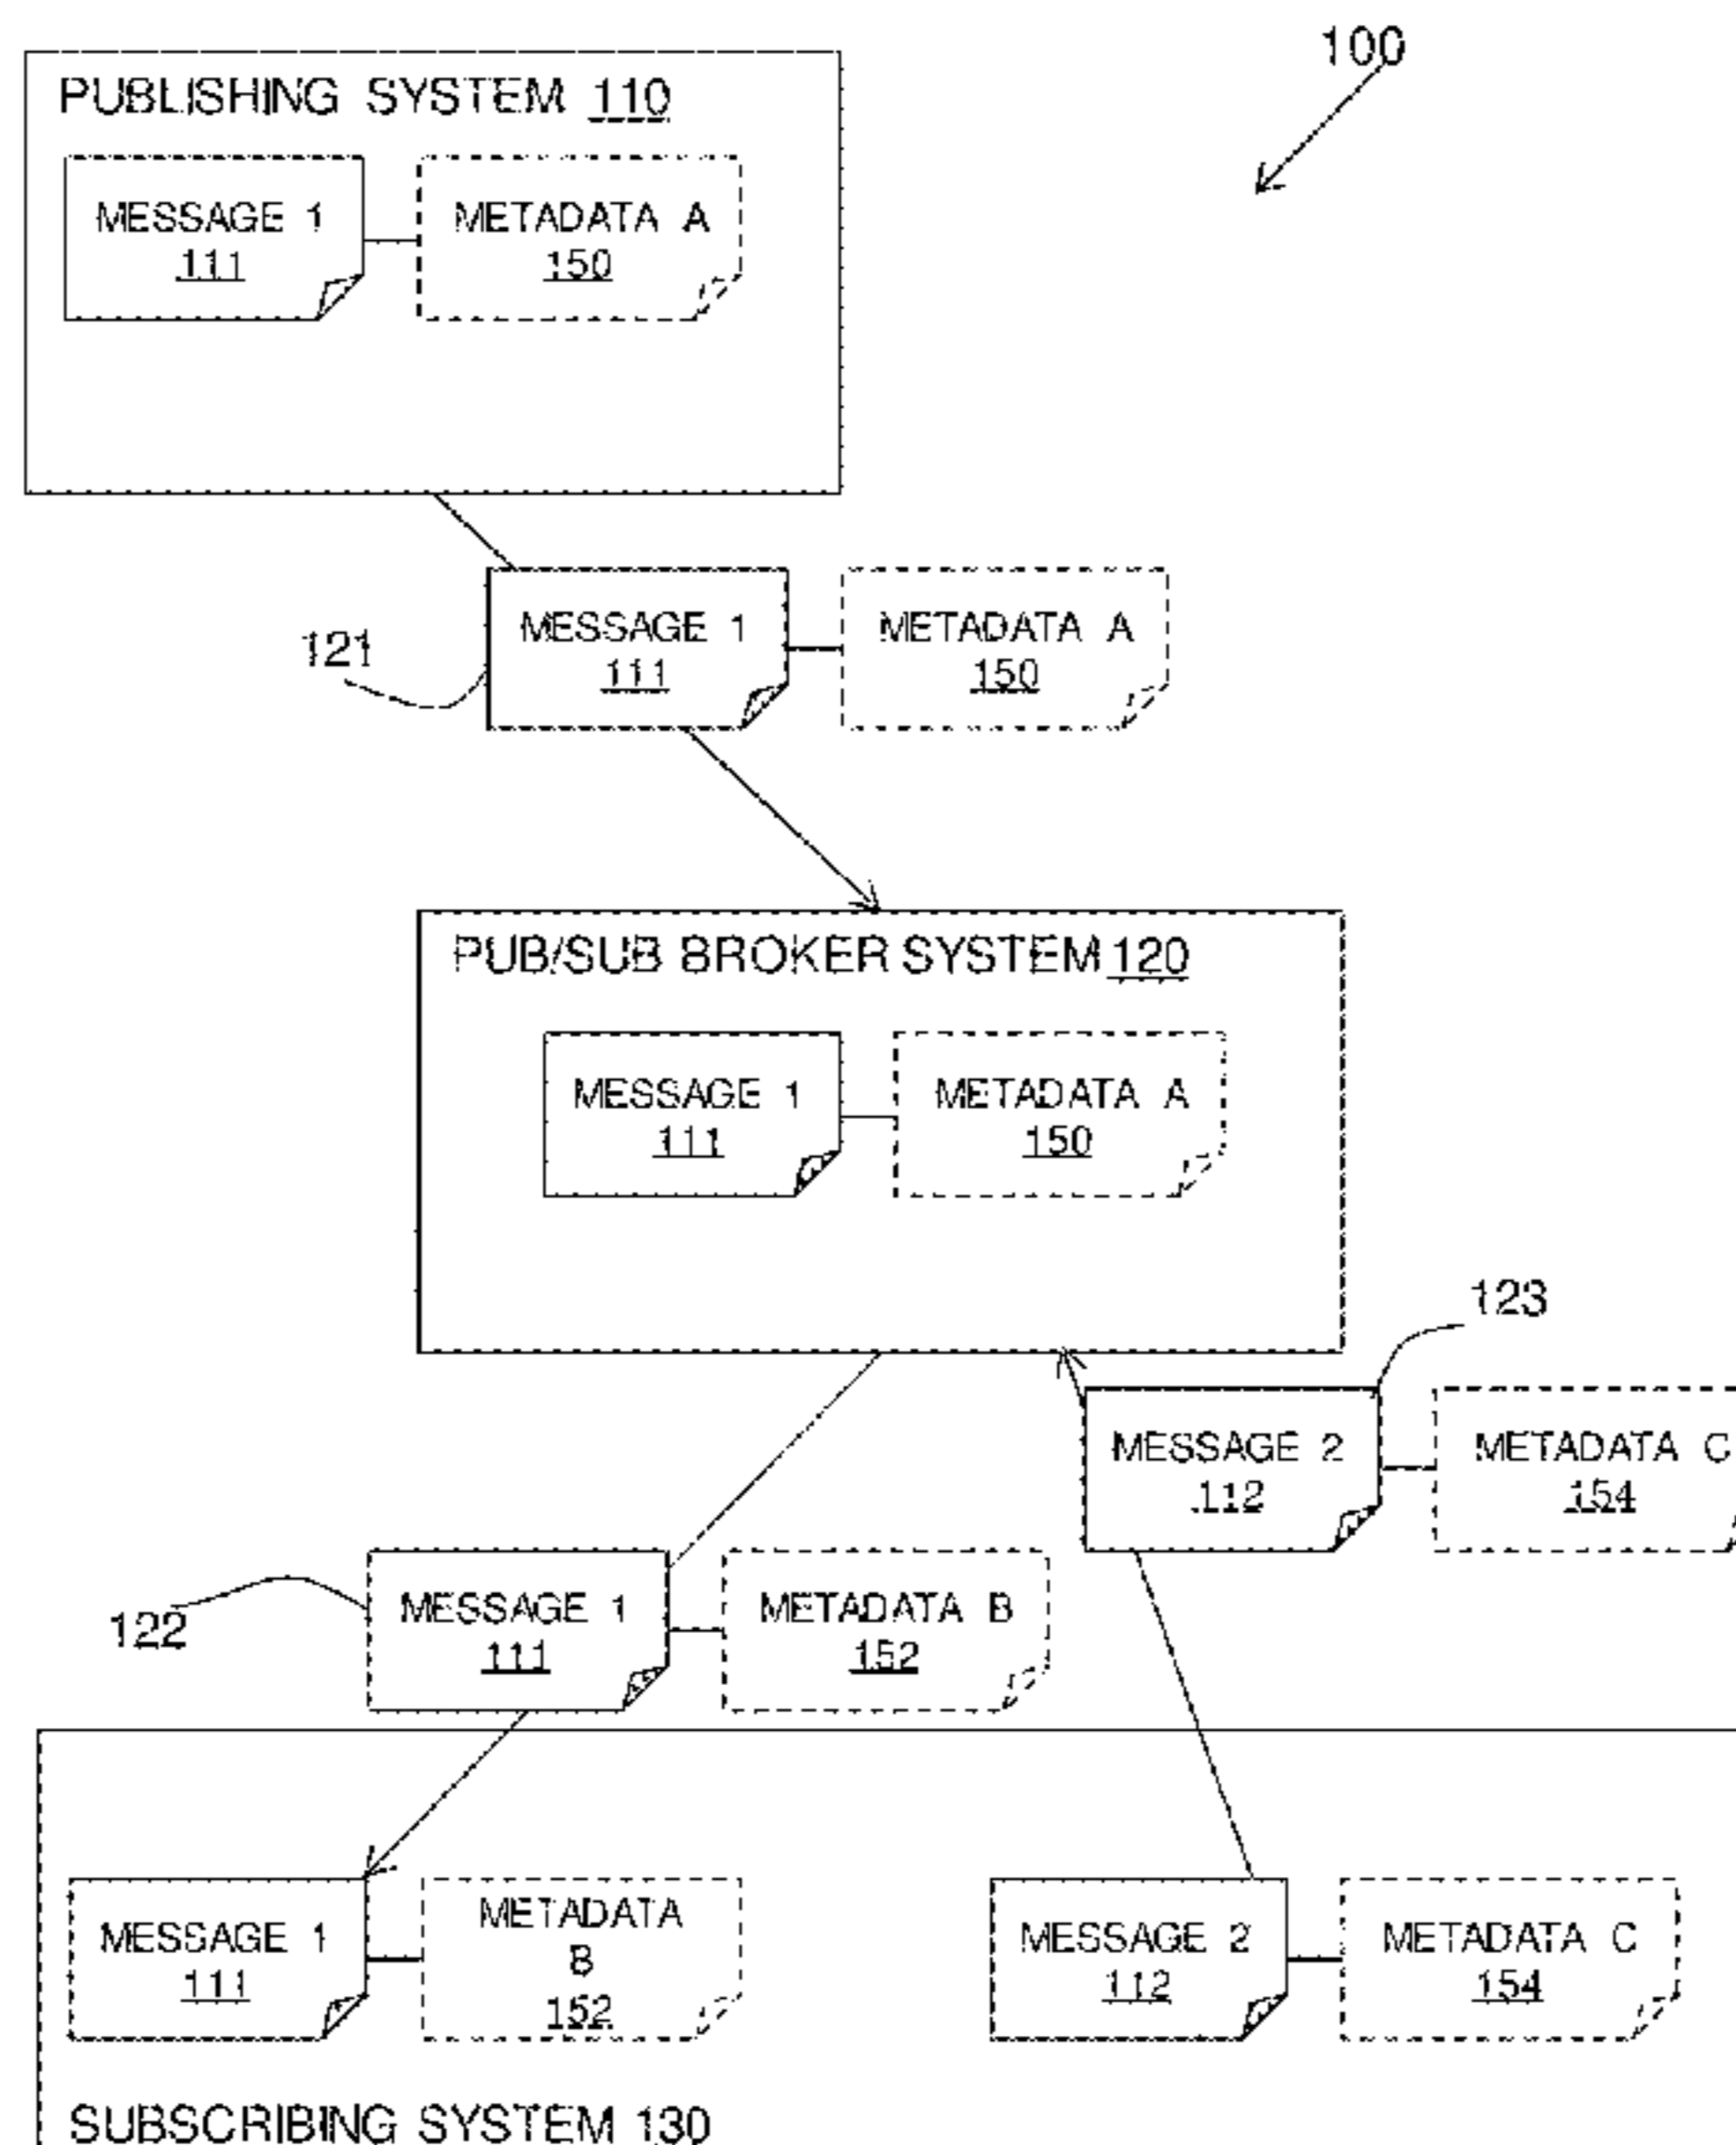 100
PUBLISHING SYSTEM 110
MESSAGE 1
111
METADATA A
150
121
MESSAGE 1
111
METADATA A
150
PUB/SUB BROKER SYSTEM 120
MESSAGE 1
111
METADATA A
150
123
MESSAGE 2
112
METADATA C
154
122
MESSAGE 1
111
METADATA B
152
MESSAGE 1
111
METADATA
B
152
MESSAGE 2
112
METADATA C
154
SUBSCRIBING SYSTEM 130